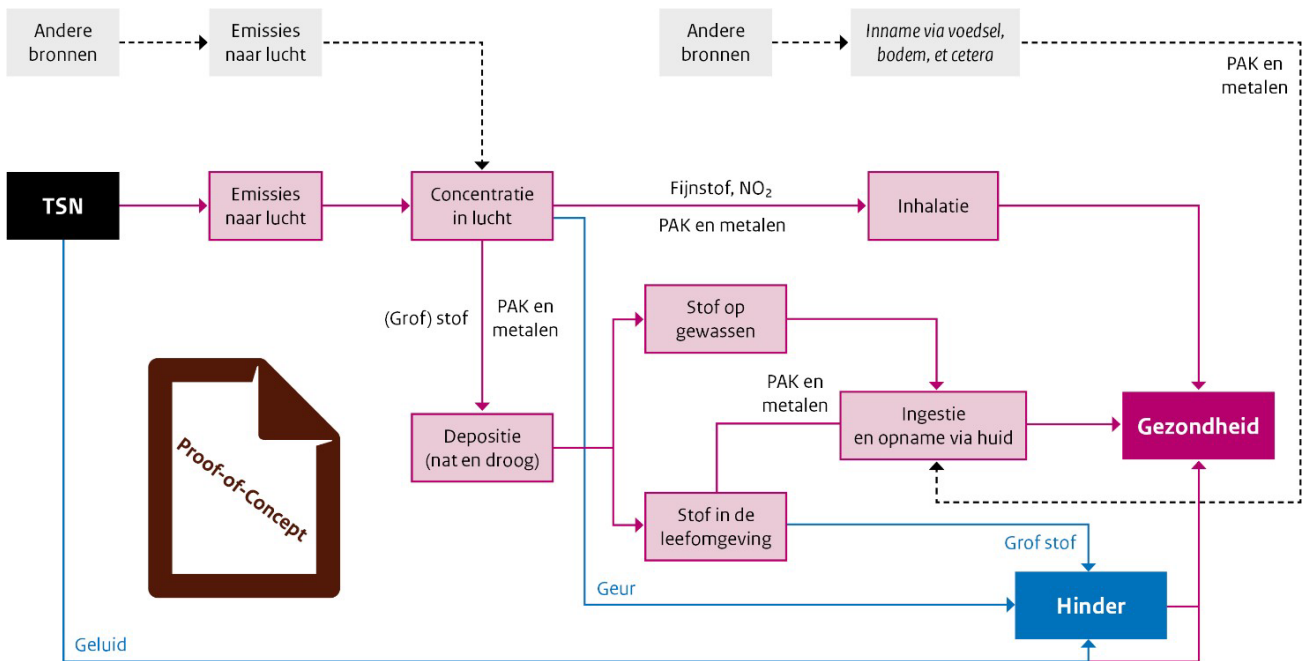 Andere
bronnen
Emissies
naar lucht
Andere
bronnen
Inname via voedsel,
bodem, et cetera
PAK en
metalen
TSN
Emissies
naar lucht
Concentratie
in lucht
Fijnstof, NO₂
PAK en metalen
Inhalatie
(Grof) stof
PAK en
metalen
Stof op
gewassen
PAK en
metalen
Depositie
(nat en droog)
Ingestie
en opname via huid
Gezondheid
Proof-of-Concept
Stof in de
leefomgeving
Grof stof
Geur
Hinder
Geluid